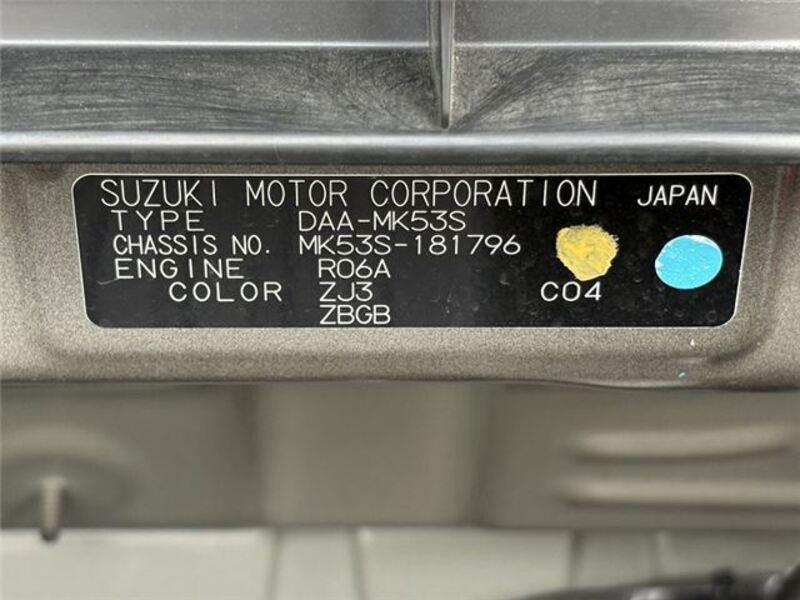 SUZUKI MOTOR CORPORATION JAPAN
TYPE DAA-MK53S
CHASSIS NO. MK53S-181796
ENGINE R06A
COLOR ZJ3 C04
ZBGB